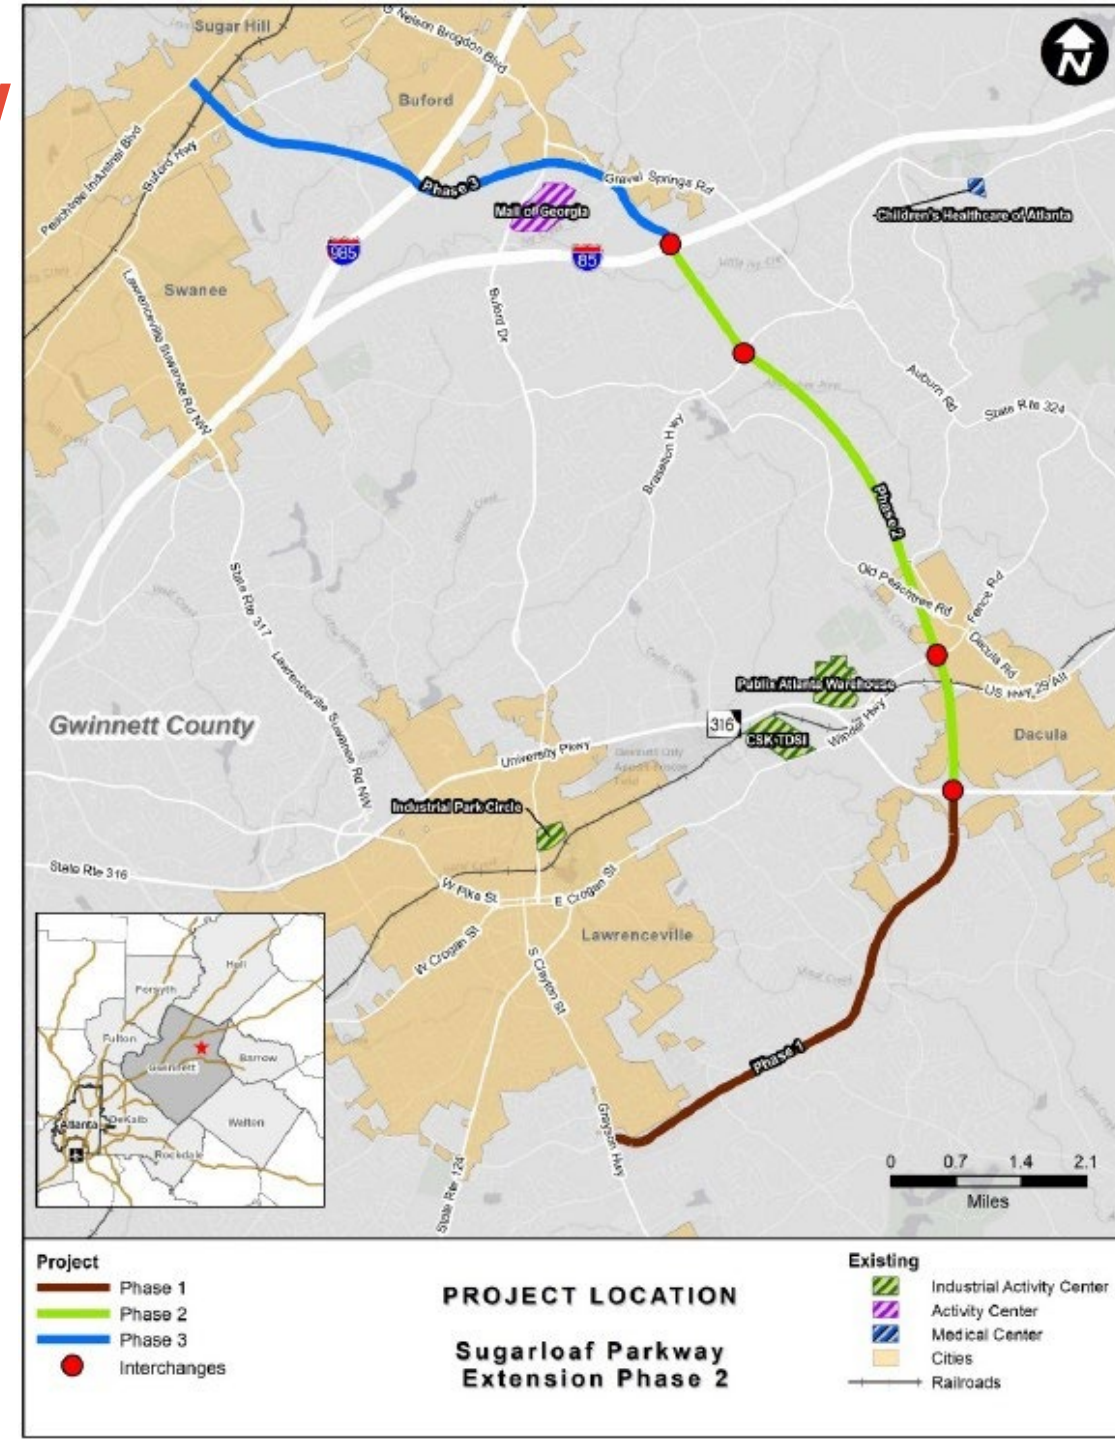 Sugar Hill
Nelson Brogdon Blvd
Buford
Peachtree Industrial Blvd
Buford Hwy
Phase 3
Gravel Springs Rd
Mall of Georgia
Children's Healthcare of Atlanta
N
985
85
Swanee
Lawrenceville Suwanee Rd NW
Buford Dr
Auburn Rd
State Rte 324
Braselton Hwy
Phase 2
Old Peachtree Rd
Fence Rd
State Rte 317
Lawrenceville Suwanee Rd NW
Dacula Rd
US Hwy 29 Alt
Publix Atlanta Warehouse
Gwinnett County
316
CSK-TDSI
Winder Hwy
Dacula
University Pkwy
Industrial Park Circle
State Rte 316
W Pike St
E Crogan St
W Crogan St
Lawrenceville
S Clayton St
Phase 1
Grayson Hwy
State Rte 124
Hall
Forsyth
Fulton
Gwinnett
Barrow
Atlanta
DeKalb
Walton
Rockdale
0 0.7 1.4 2.1
Miles
Project
Phase 1
Phase 2
Phase 3
Interchanges
PROJECT LOCATION
Sugarloaf Parkway
Extension Phase 2
Existing
Industrial Activity Center
Activity Center
Medical Center
Cities
Railroads